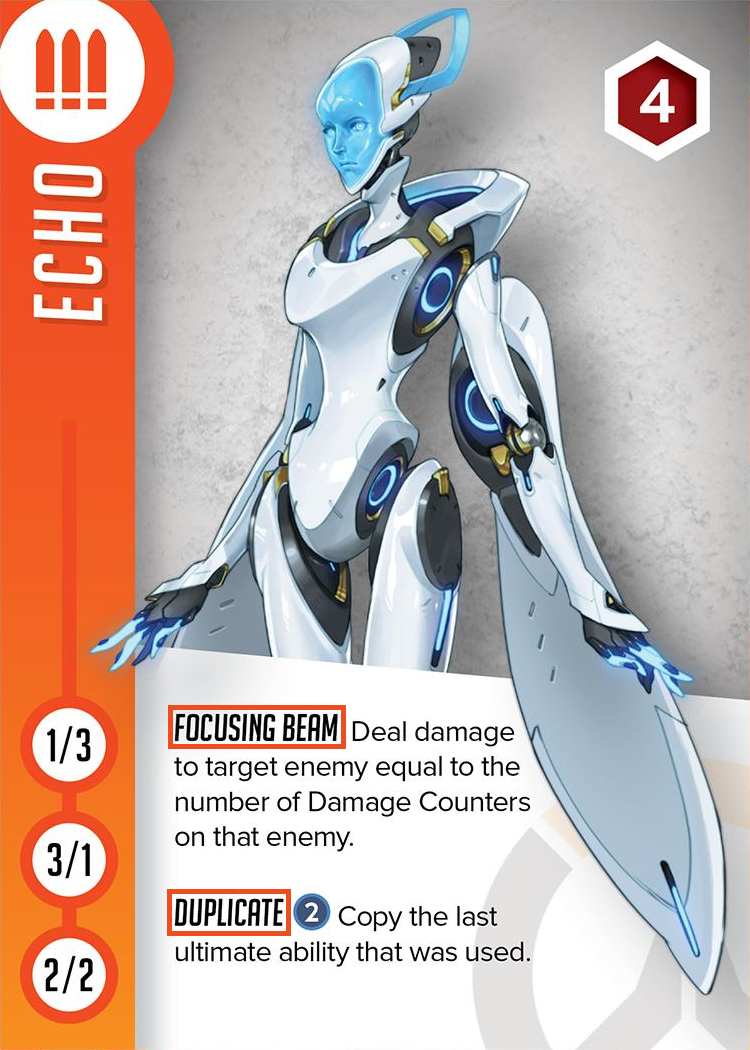 ECHO
4
1/3
3/1
2/2
FOCUSING BEAM Deal damage
to target enemy equal to the
number of Damage Counters
on that enemy.
DUPLICATE 2 Copy the last
ultimate ability that was used.